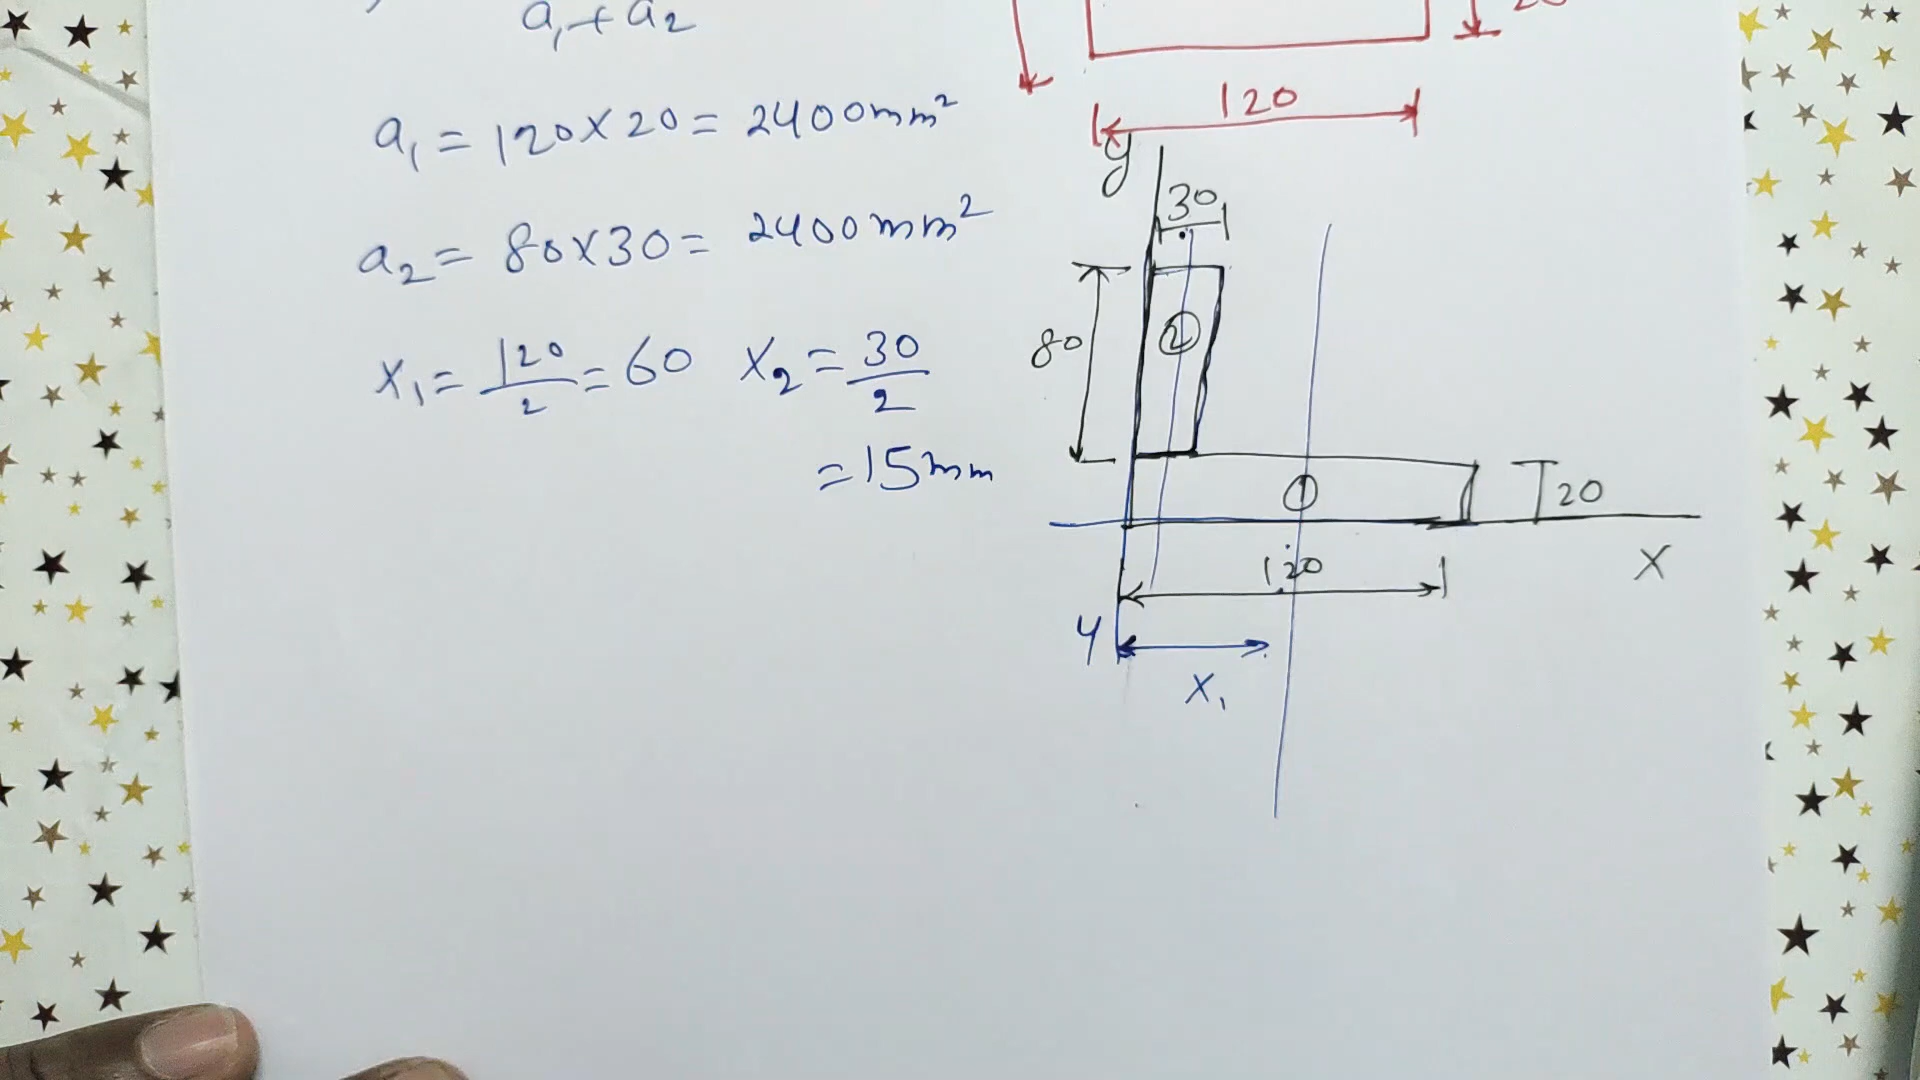 a₁ + a₂
a₁ = 120 × 20 = 2400 mm²
a₂ = 80 × 30 = 2400 mm²
x₁ = 120/2 = 60 x₂ = 30/2
= 15 mm
120
y
30
80
2
1
20
120
x
y
x₁